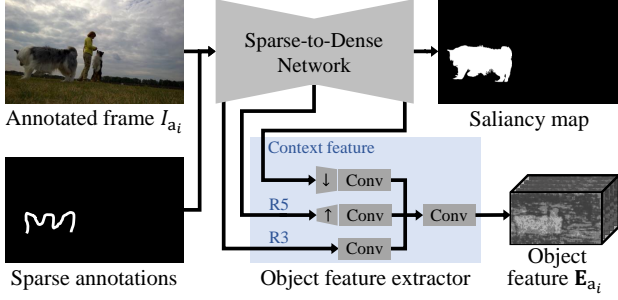 Sparse-to-Dense
Network
Annotated frame I_{a_i}
Saliancy map
Context feature
↓ Conv
R5
↑ Conv
Conv
R3
Conv
Sparse annotations
Object feature extractor
Object
feature E_{a_i}